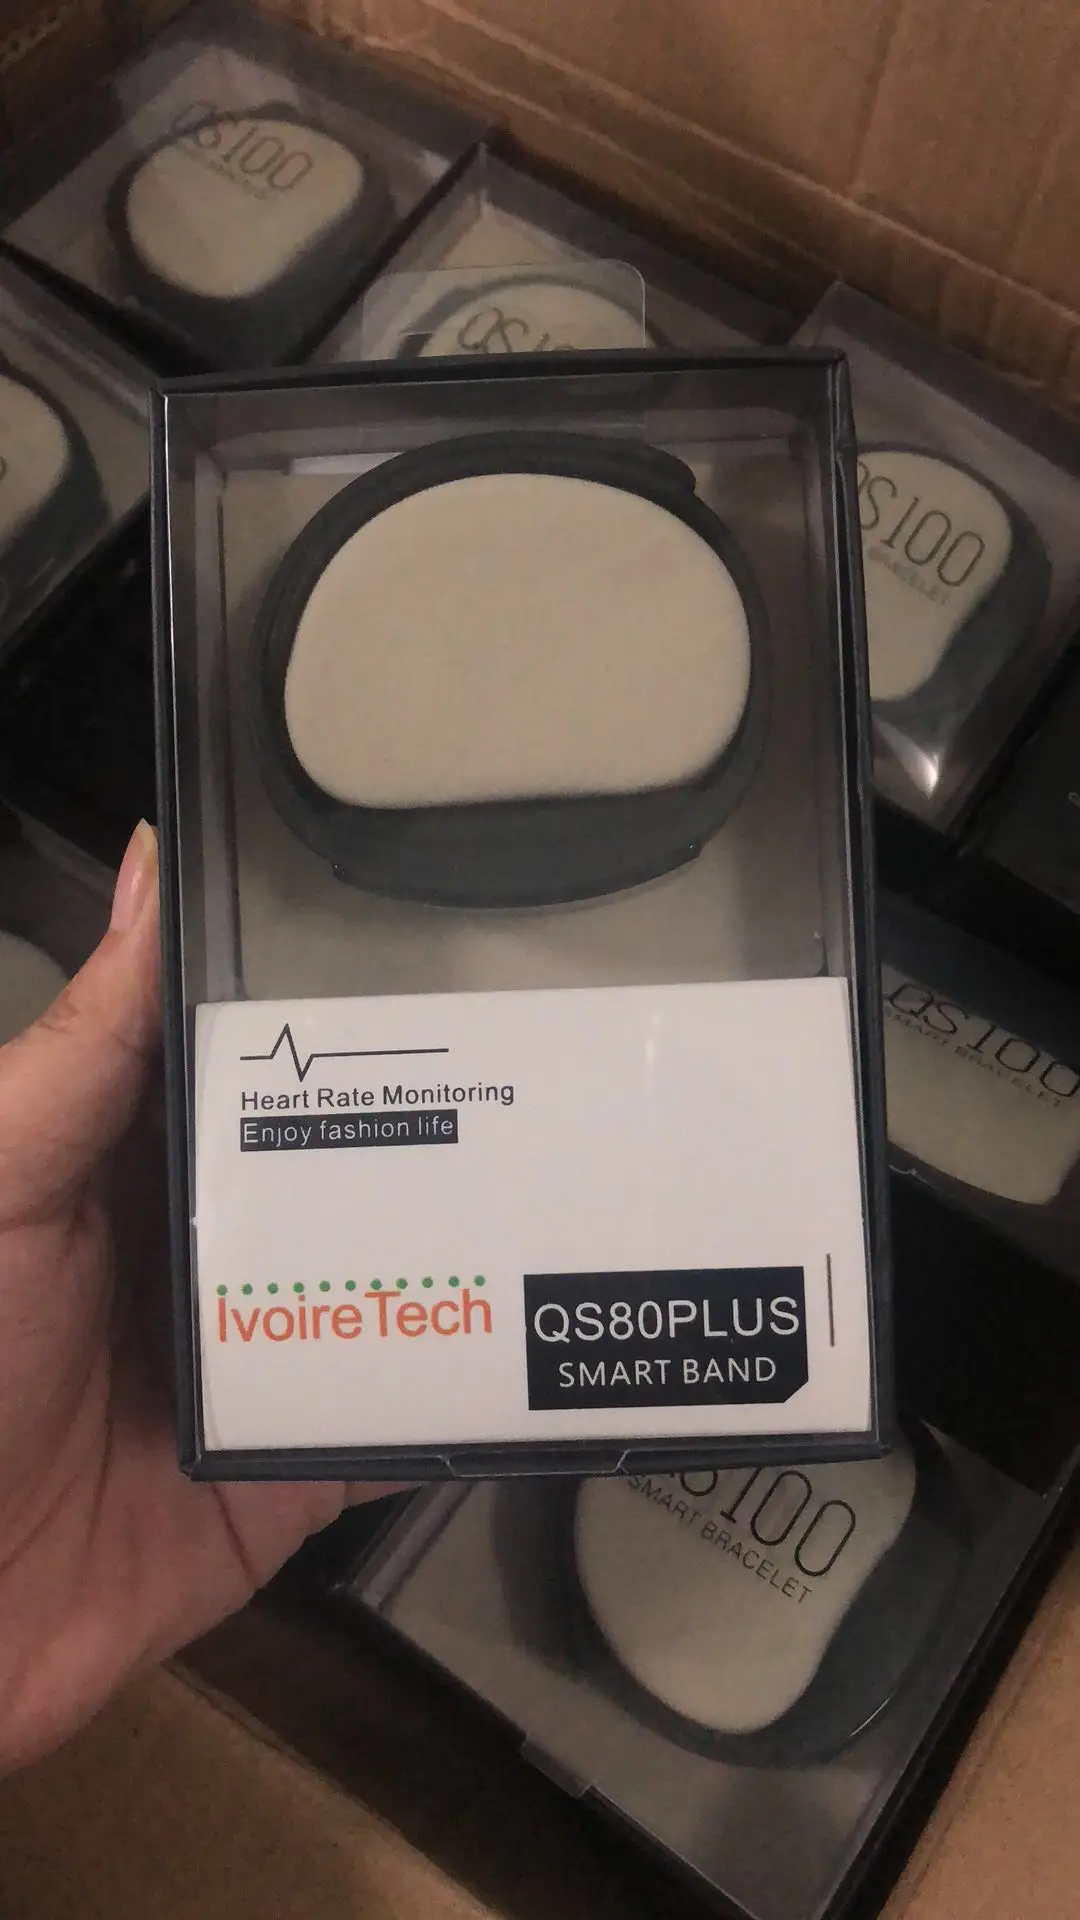 QS100
QS100
QS100
BRACELET
Heart Rate Monitoring
Enjoy fashion life
IvoireTech
QS80PLUS
SMART BAND
QS100
SMART BRACELET
100
SMART BRACELET